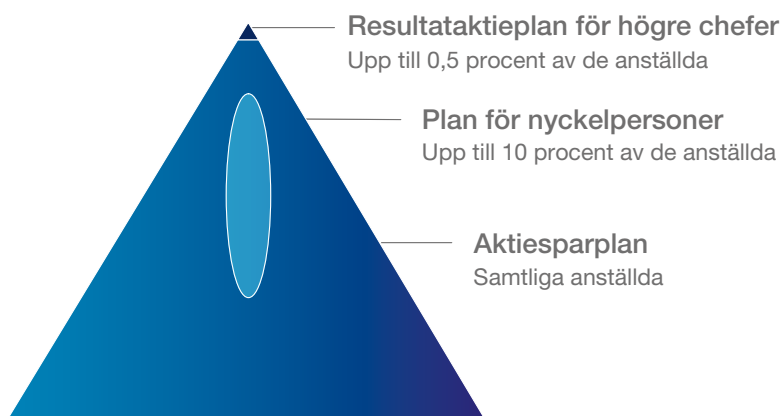 Resultataktieplan för högre chefer
Upp till 0,5 procent av de anställda
Plan för nyckelpersoner
Upp till 10 procent av de anställda
Aktiesparplan
Samtliga anställda